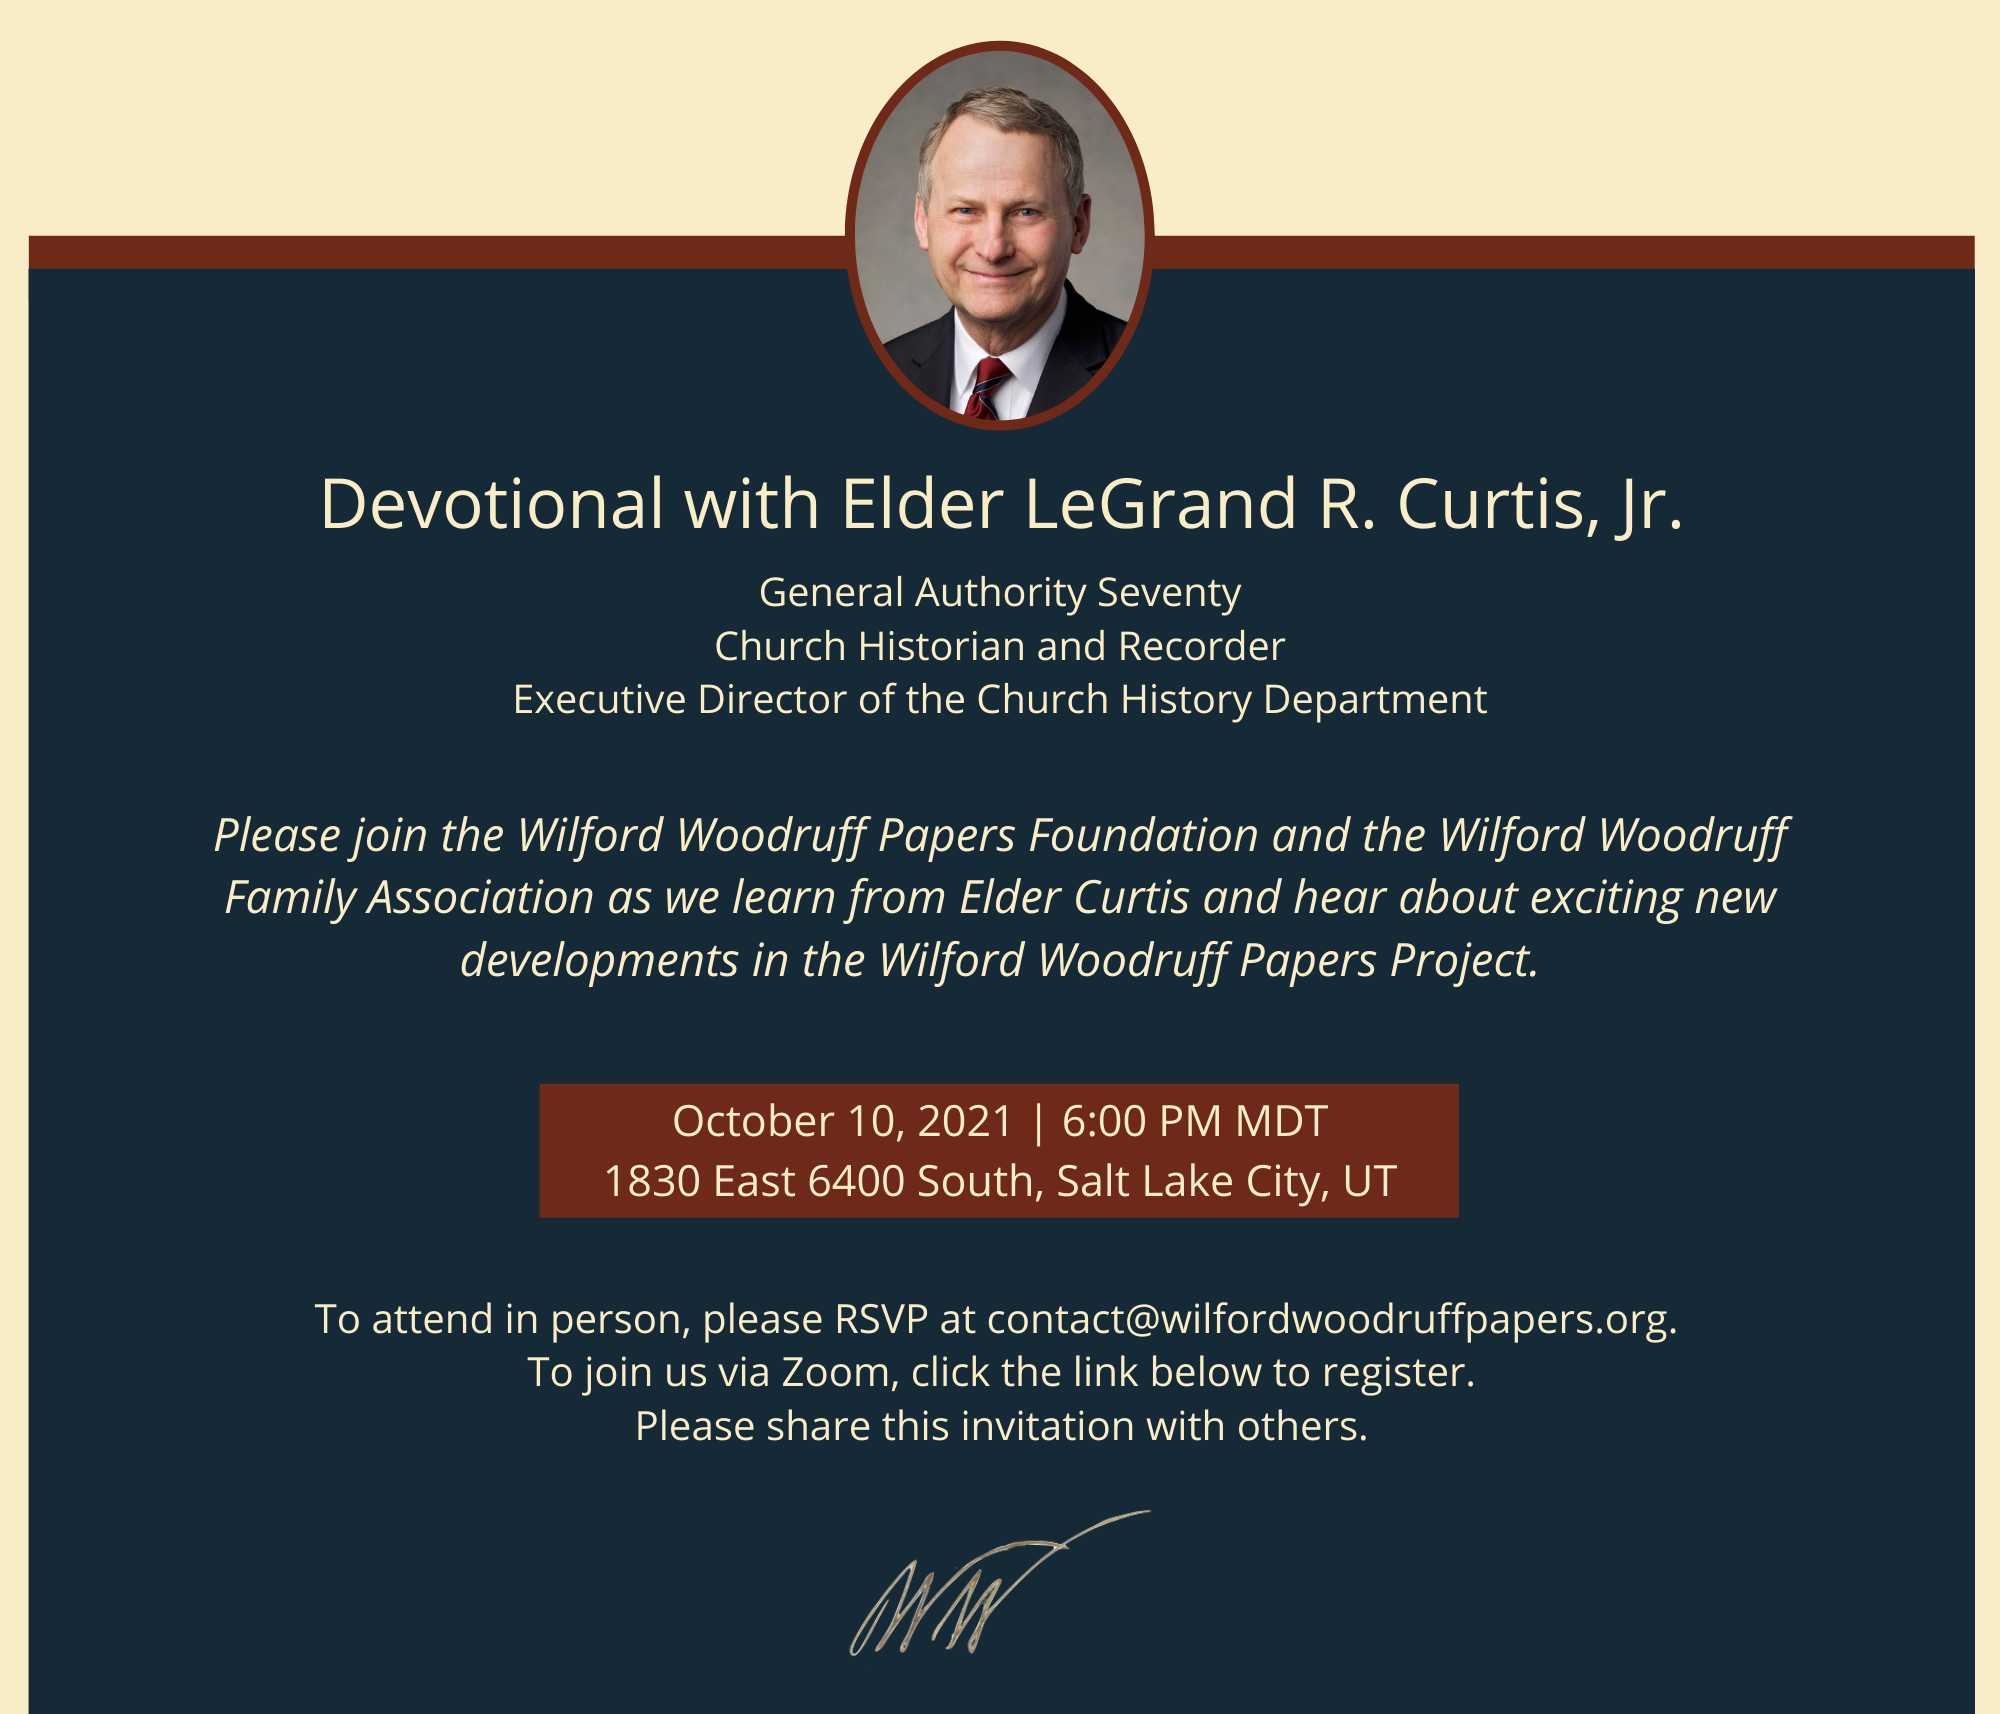 Devotional with Elder LeGrand R. Curtis, Jr.
General Authority Seventy
Church Historian and Recorder
Executive Director of the Church History Department
Please join the Wilford Woodruff Papers Foundation and the Wilford Woodruff
Family Association as we learn from Elder Curtis and hear about exciting new
developments in the Wilford Woodruff Papers Project.
October 10, 2021 | 6:00 PM MDT
1830 East 6400 South, Salt Lake City, UT
To attend in person, please RSVP at contact@wilfordwoodruffpapers.org.
To join us via Zoom, click the link below to register.
Please share this invitation with others.
WW